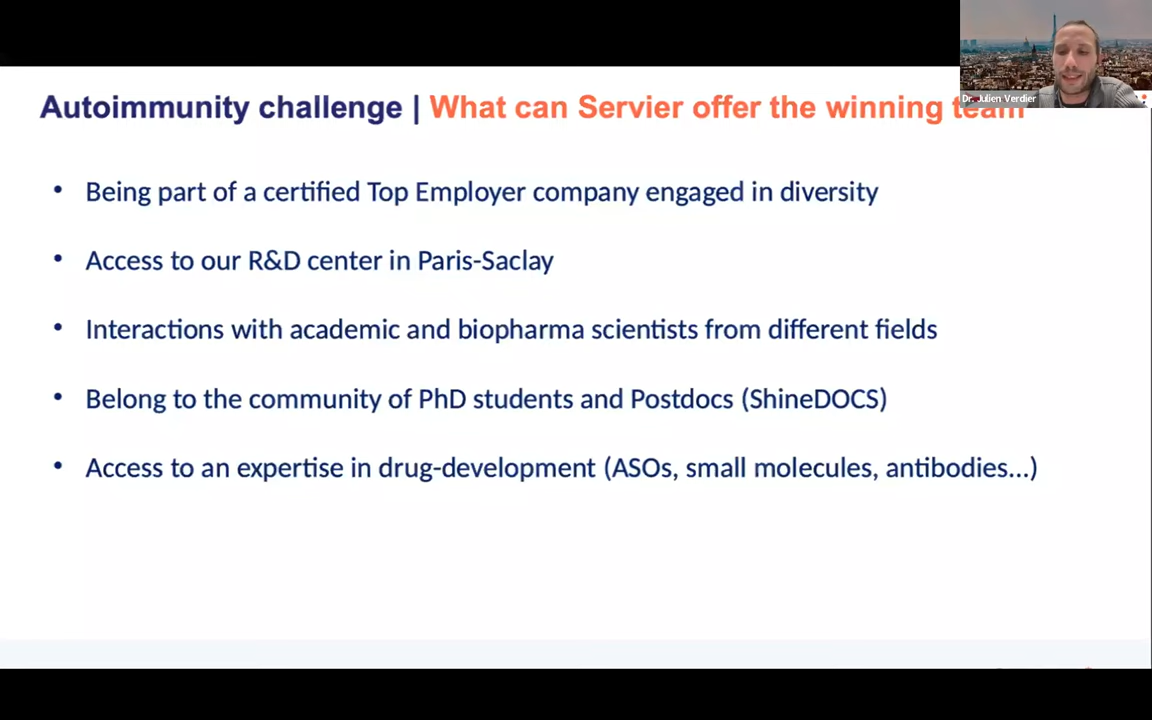 Dr. Julien Verdier
Autoimmunity challenge | What can Servier offer the winning team
• Being part of a certified Top Employer company engaged in diversity
• Access to our R&D center in Paris-Saclay
• Interactions with academic and biopharma scientists from different fields
• Belong to the community of PhD students and Postdocs (ShineDOCS)
• Access to an expertise in drug-development (ASOs, small molecules, antibodies...)